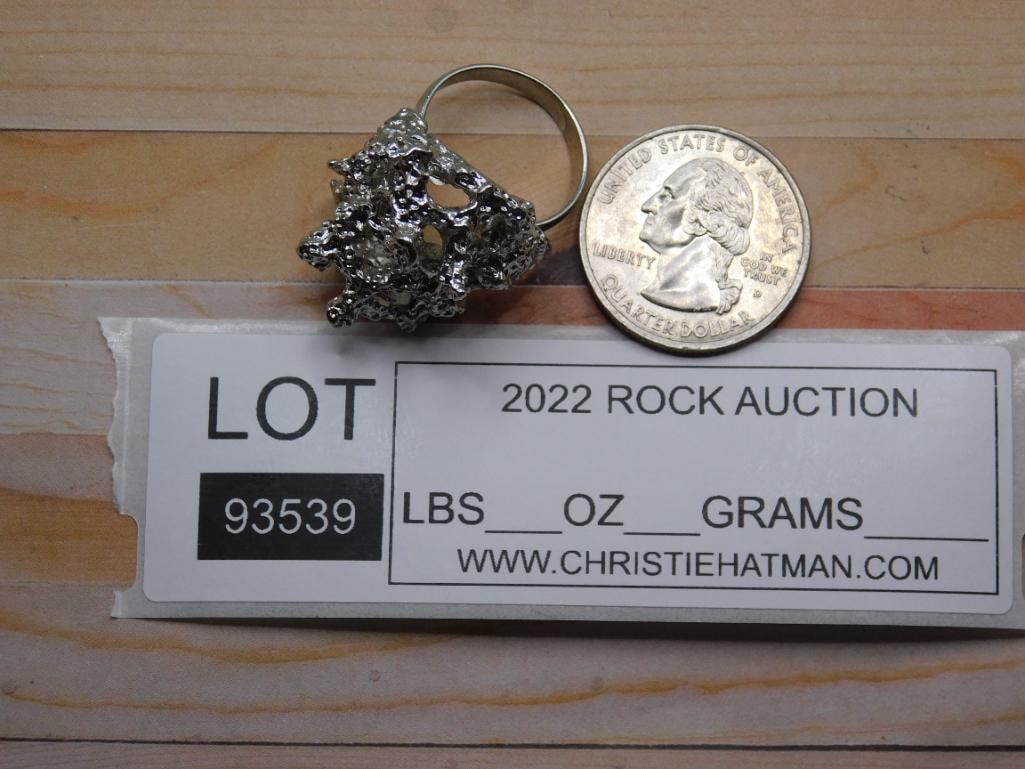 UNITED STATES OF AMERICA
LIBERTY
IN
GOD WE
TRUST
D
QUARTER DOLLAR
LOT
93539
2022 ROCK AUCTION
LBS___OZ___GRAMS_____
WWW.CHRISTIEHATMAN.COM